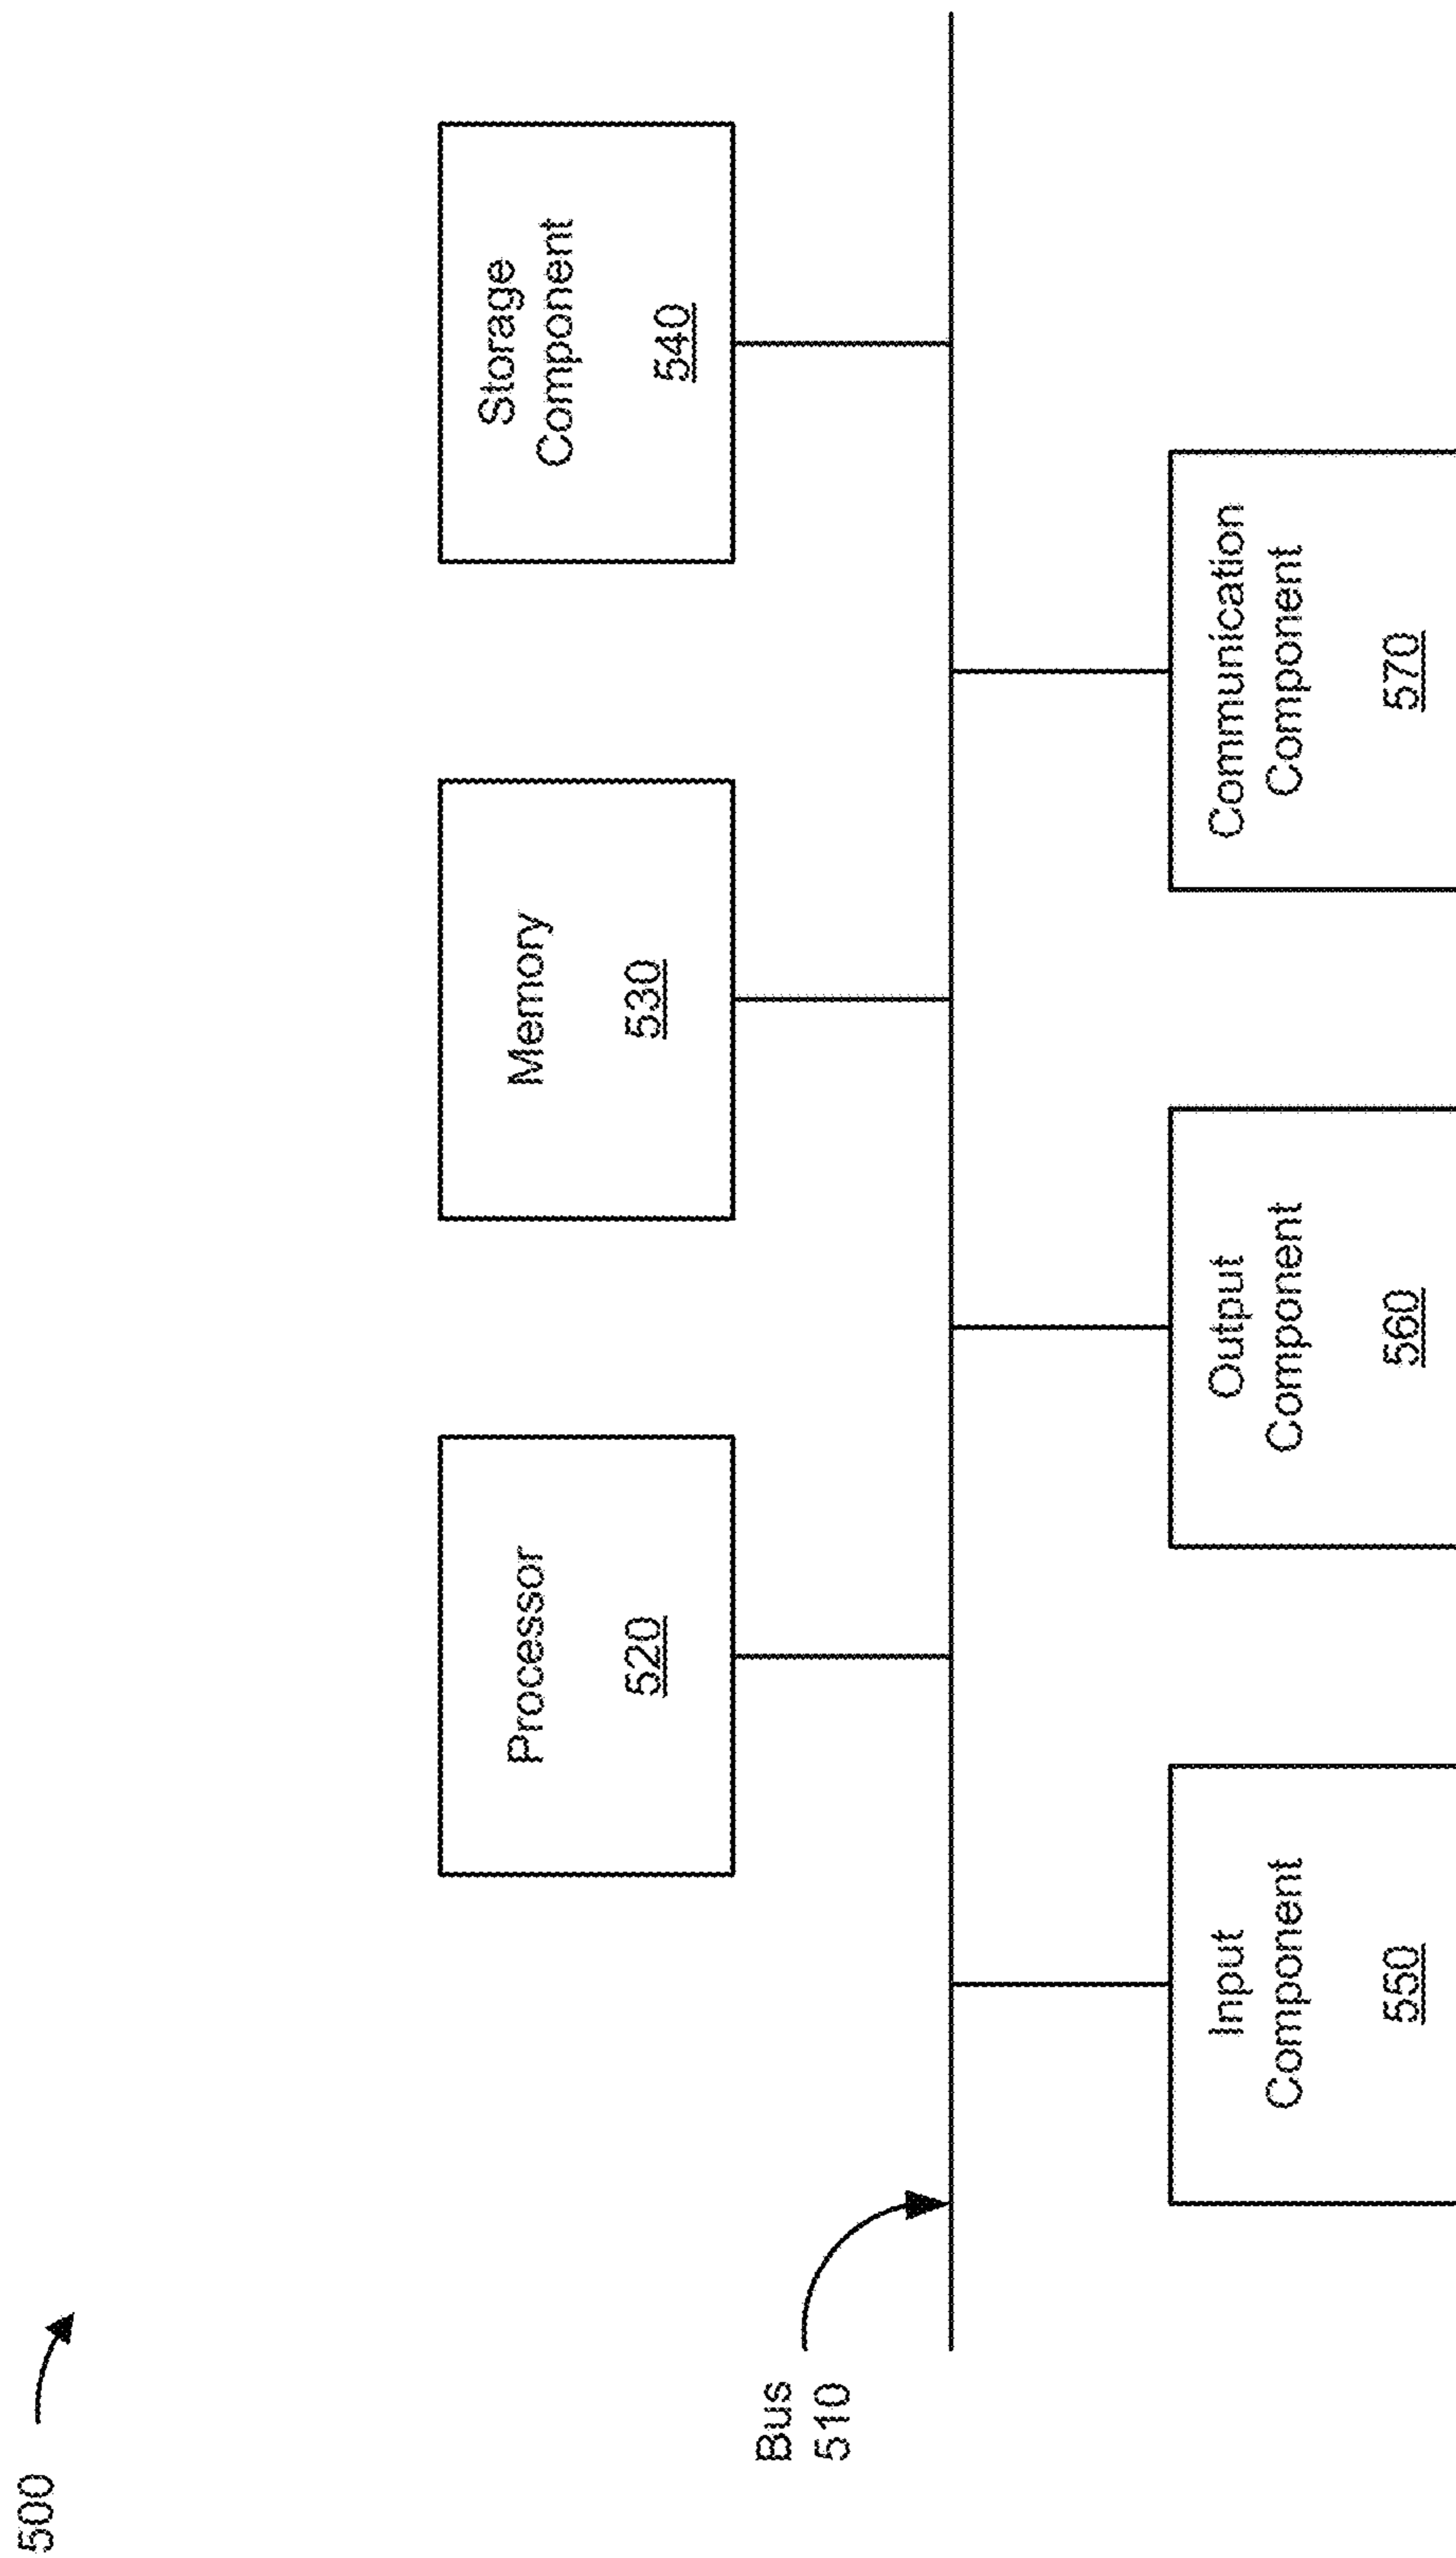 500
Processor
520
Memory
530
Storage
Component
540
Bus
510
Input
Component
550
Output
Component
560
Communication
Component
570